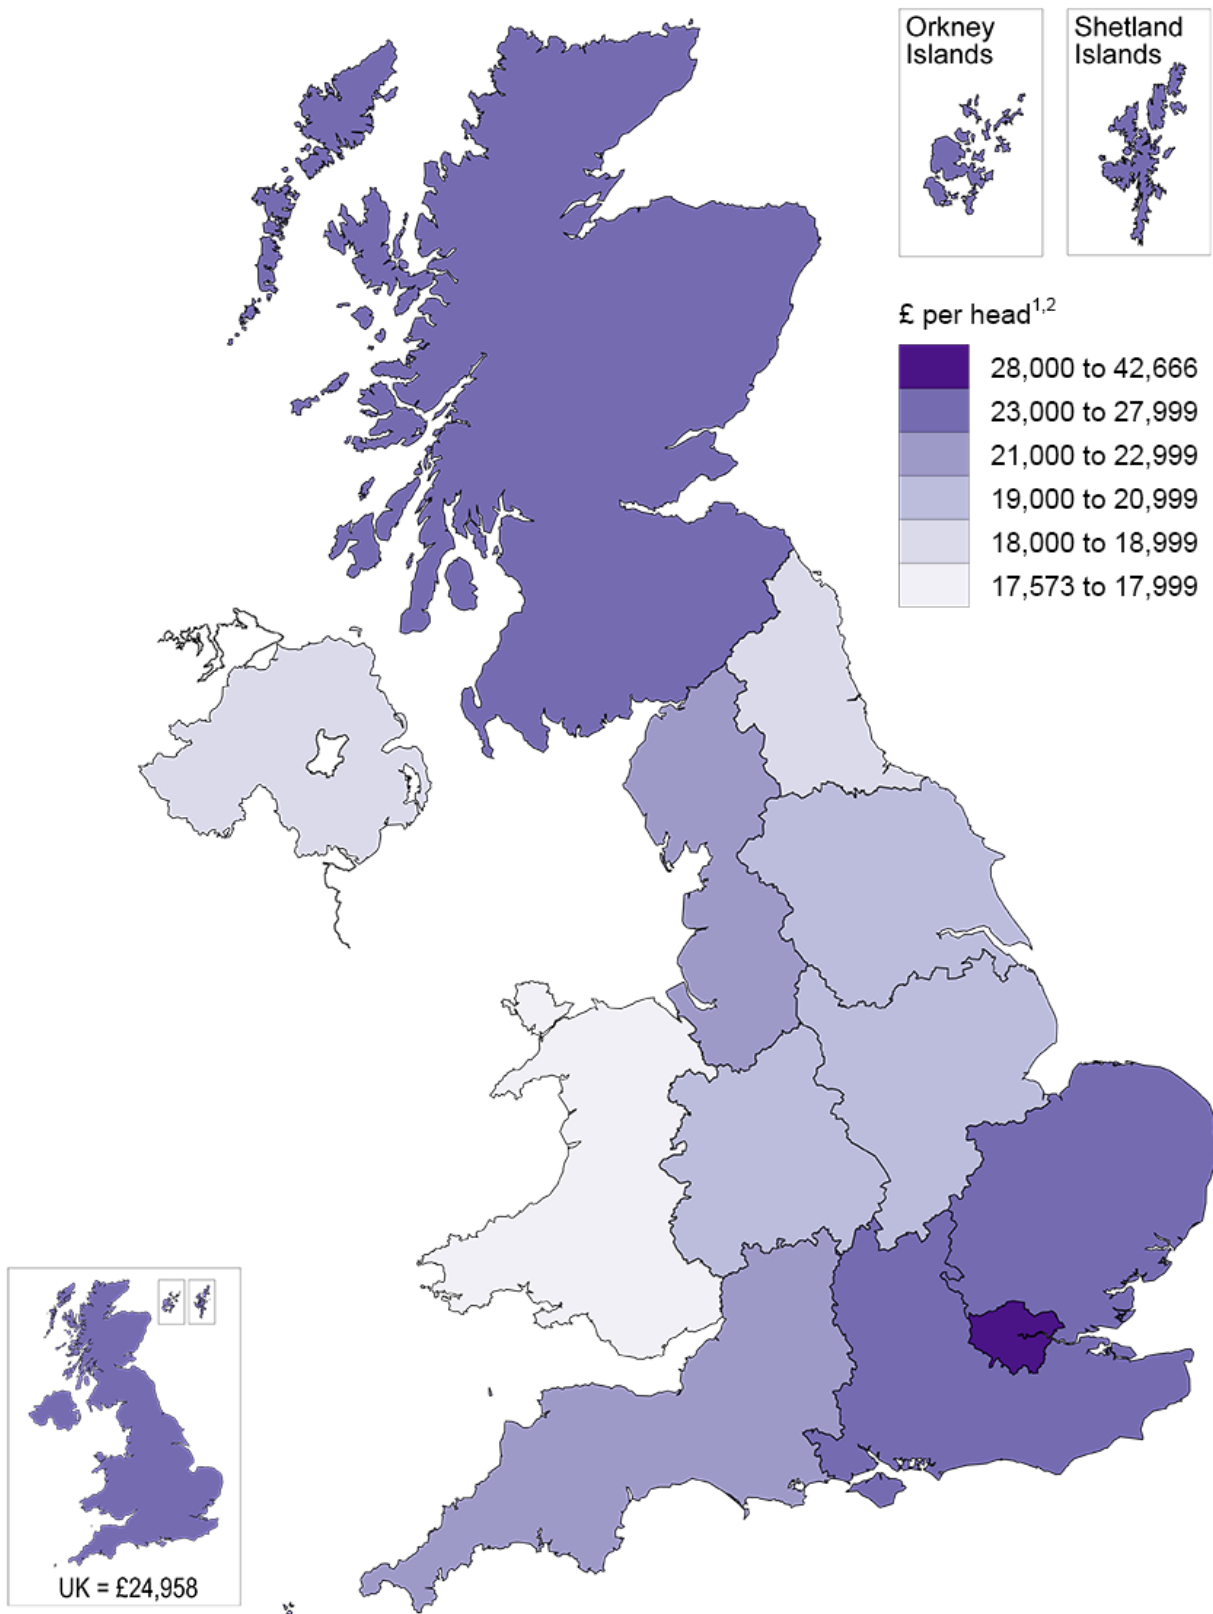 Orkney
Islands
Shetland
Islands
£ per head1,2
28,000 to 42,666
23,000 to 27,999
21,000 to 22,999
19,000 to 20,999
18,000 to 18,999
17,573 to 17,999
UK = £24,958